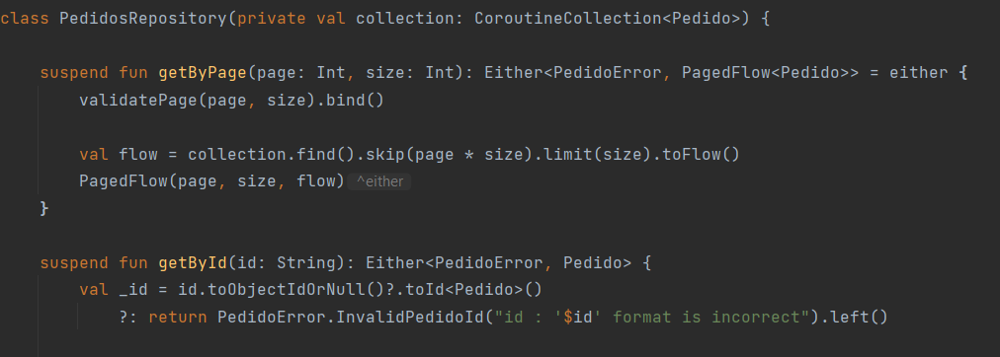 class PedidosRepository(private val collection: CoroutineCollection<Pedido>) {
suspend fun getByPage(page: Int, size: Int): Either<PedidoError, PagedFlow<Pedido>> = either {
validatePage(page, size).bind()
val flow = collection.find().skip(page * size).limit(size).toFlow()
PagedFlow(page, size, flow) ^either
}
suspend fun getById(id: String): Either<PedidoError, Pedido> {
val _id = id.toObjectIdOrNull()?.toId<Pedido>()
?: return PedidoError.InvalidPedidoId("id : '$id' format is incorrect").left()